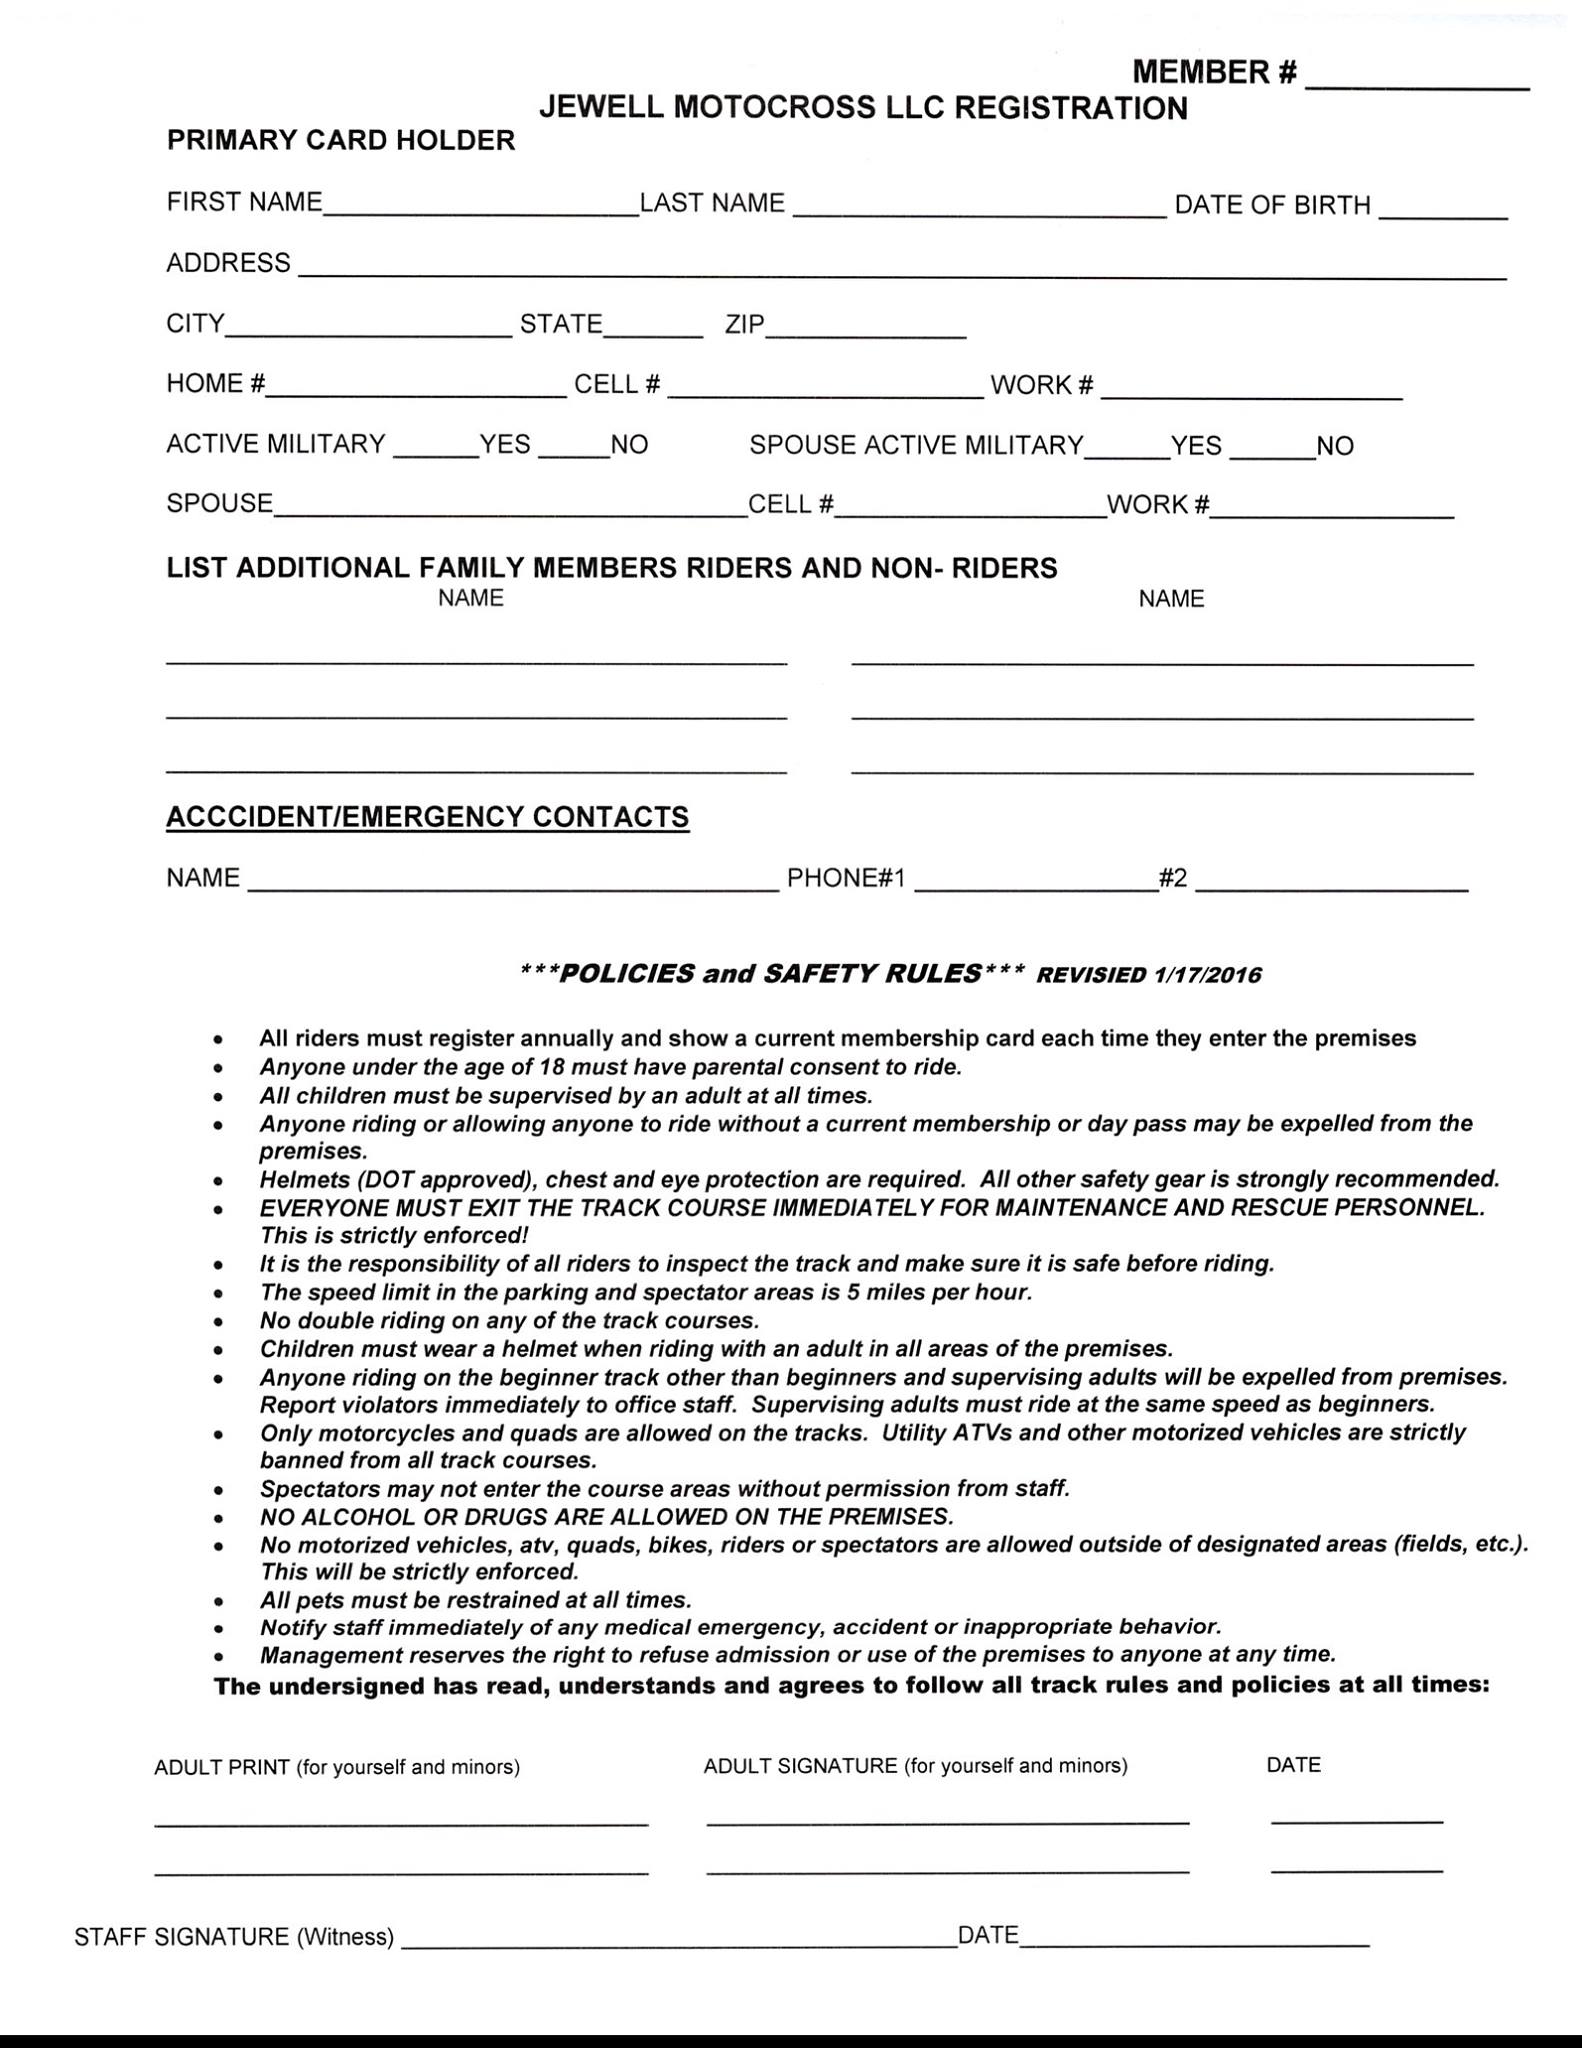 MEMBER # ____________
JEWELL MOTOCROSS LLC REGISTRATION
PRIMARY CARD HOLDER
FIRST NAME____________________LAST NAME ____________________ DATE OF BIRTH ________
ADDRESS ____________________
CITY____________________ STATE_______ ZIP______________
HOME #____________________ CELL # ____________________ WORK # ____________________
ACTIVE MILITARY ______YES _____NO SPOUSE ACTIVE MILITARY______YES ______NO
SPOUSE____________________CELL #____________________WORK #____________________
LIST ADDITIONAL FAMILY MEMBERS RIDERS AND NON- RIDERS
NAME NAME
ACCCIDENT/EMERGENCY CONTACTS
NAME ____________________ PHONE#1 ____________________#2 ____________________
***POLICIES and SAFETY RULES*** REVISIED 1/17/2016
• All riders must register annually and show a current membership card each time they enter the premises
• Anyone under the age of 18 must have parental consent to ride.
• All children must be supervised by an adult at all times.
• Anyone riding or allowing anyone to ride without a current membership or day pass may be expelled from the
premises.
• Helmets (DOT approved), chest and eye protection are required. All other safety gear is strongly recommended.
• EVERYONE MUST EXIT THE TRACK COURSE IMMEDIATELY FOR MAINTENANCE AND RESCUE PERSONNEL.
This is strictly enforced!
• It is the responsibility of all riders to inspect the track and make sure it is safe before riding.
• The speed limit in the parking and spectator areas is 5 miles per hour.
• No double riding on any of the track courses.
• Children must wear a helmet when riding with an adult in all areas of the premises.
• Anyone riding on the beginner track other than beginners and supervising adults will be expelled from premises.
Report violators immediately to office staff. Supervising adults must ride at the same speed as beginners.
• Only motorcycles and quads are allowed on the tracks. Utility ATVs and other motorized vehicles are strictly
banned from all track courses.
• Spectators may not enter the course areas without permission from staff.
• NO ALCOHOL OR DRUGS ARE ALLOWED ON THE PREMISES.
• No motorized vehicles, atv, quads, bikes, riders or spectators are allowed outside of designated areas (fields, etc.).
This will be strictly enforced.
• All pets must be restrained at all times.
• Notify staff immediately of any medical emergency, accident or inappropriate behavior.
• Management reserves the right to refuse admission or use of the premises to anyone at any time.
The undersigned has read, understands and agrees to follow all track rules and policies at all times:
ADULT PRINT (for yourself and minors) ADULT SIGNATURE (for yourself and minors) DATE
STAFF SIGNATURE (Witness) ____________________DATE____________________